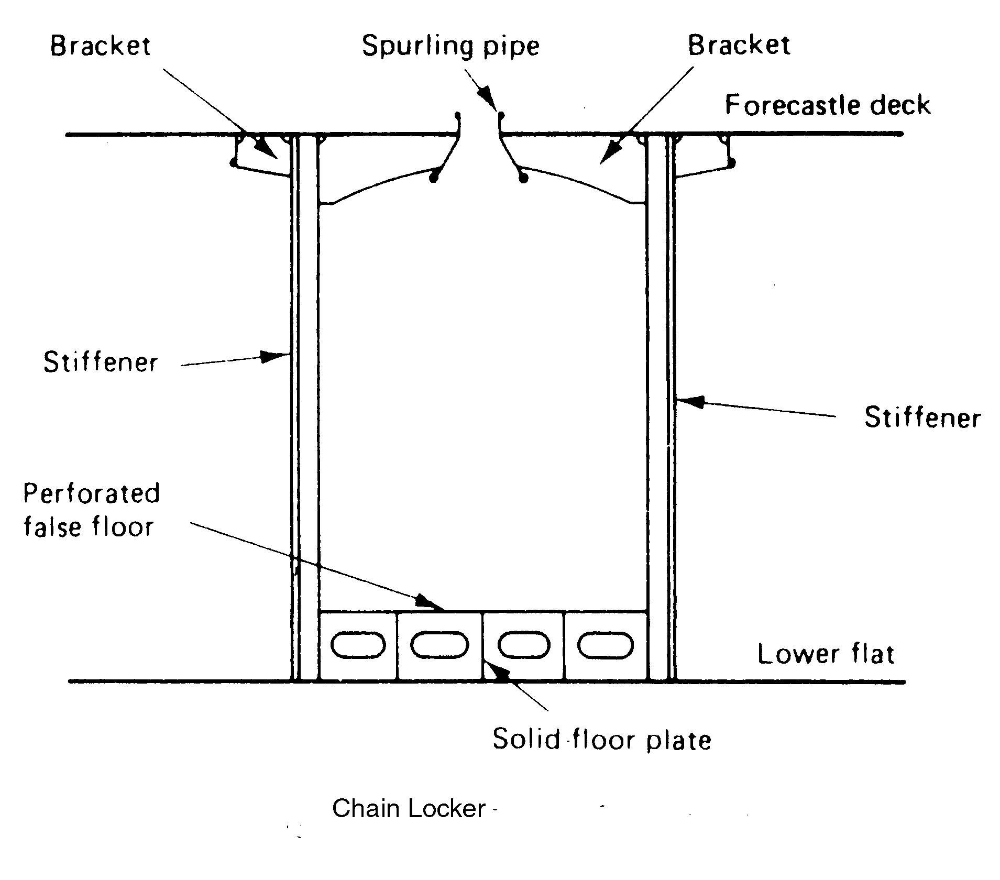 Bracket
Spurling pipe
Bracket
Forecastle deck
Stiffener
Stiffener
Perforated
false floor
Lower flat
Solid floor plate
Chain Locker